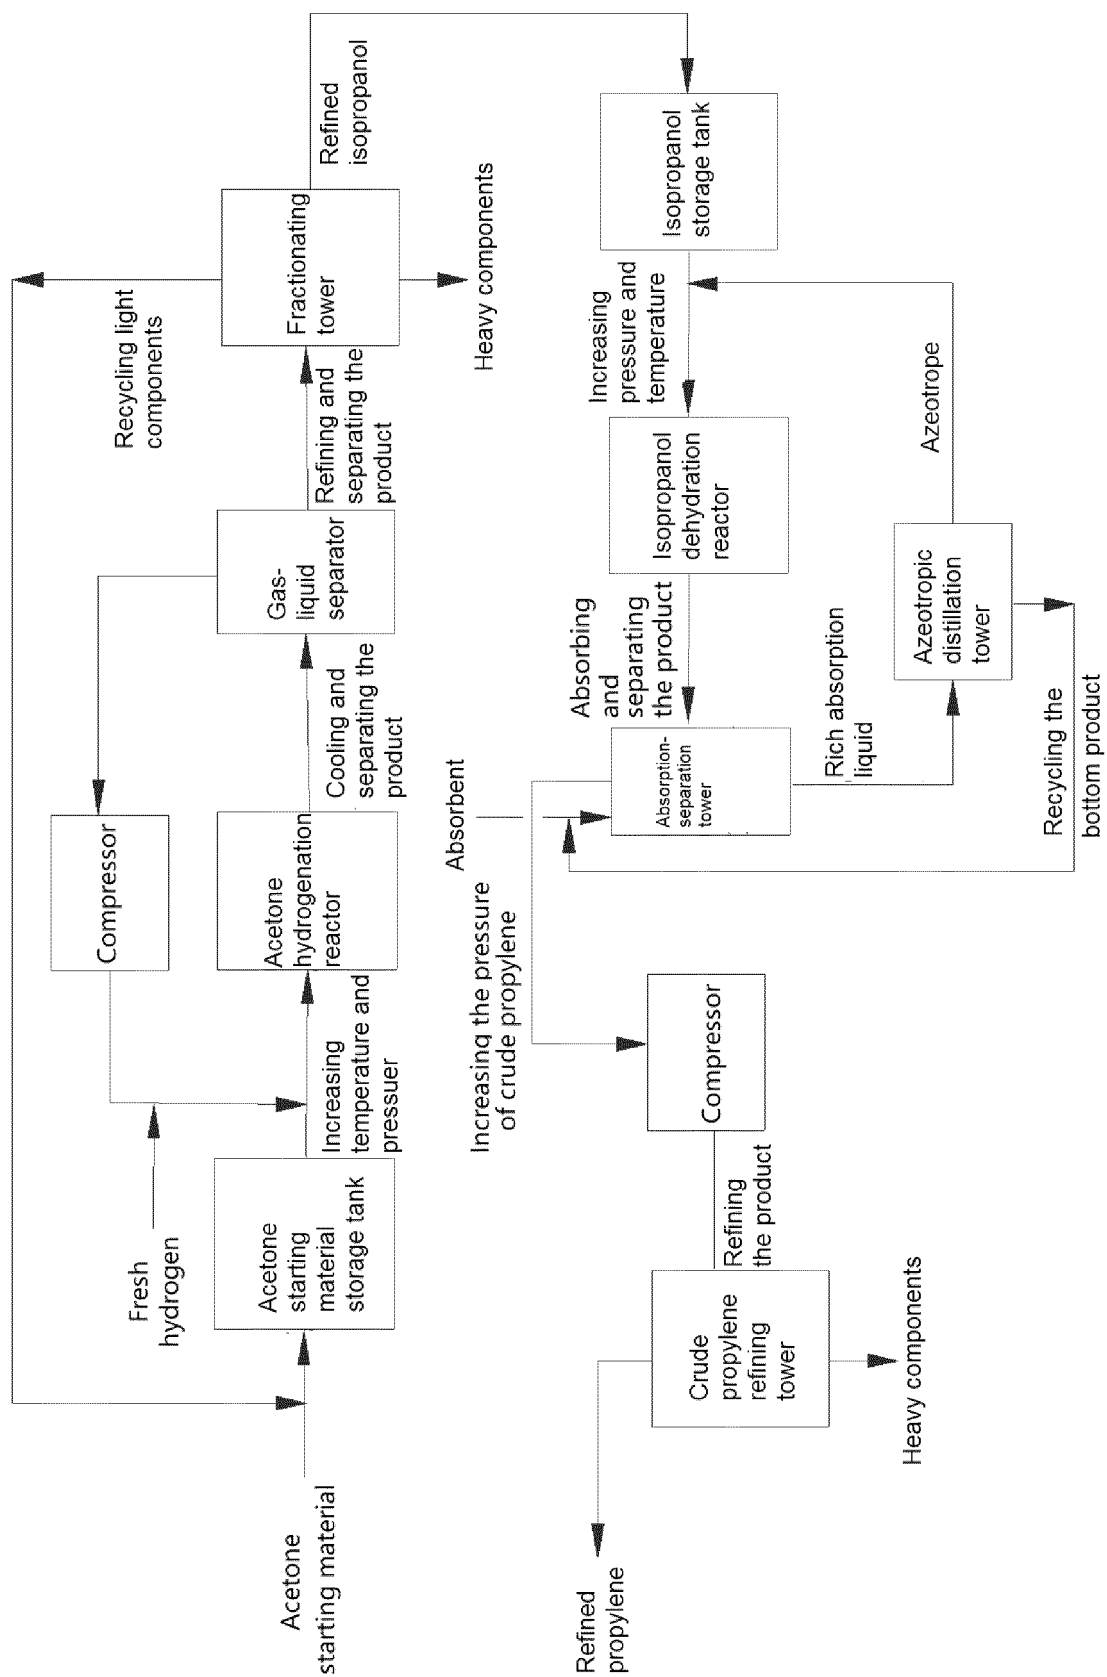 Acetone
starting material
Acetone
starting
material
storage tank
Fresh
hydrogen
Increasing
temperature and
pressuer
Compressor
Acetone
hydrogenation
reactor
Cooling and
separating the
product
Gas-
liquid
separator
Refining and
separating the
product
Recycling light
components
Fractionating
tower
Heavy components
Refined
isopropanol
Isopropanol
storage tank
Increasing
pressure and
temperature
Isopropanol
dehydration
reactor
Absorbing
and
separating
the product
Absorbent
Absorption-
separation
tower
Rich absorption
liquid
Azeotropic
distillation
tower
Azeotrope
Recycling the
bottom product
Increasing the pressure
of crude propylene
Compressor
Refining
the product
Crude
propylene
refining
tower
Heavy components
Refined
propylene